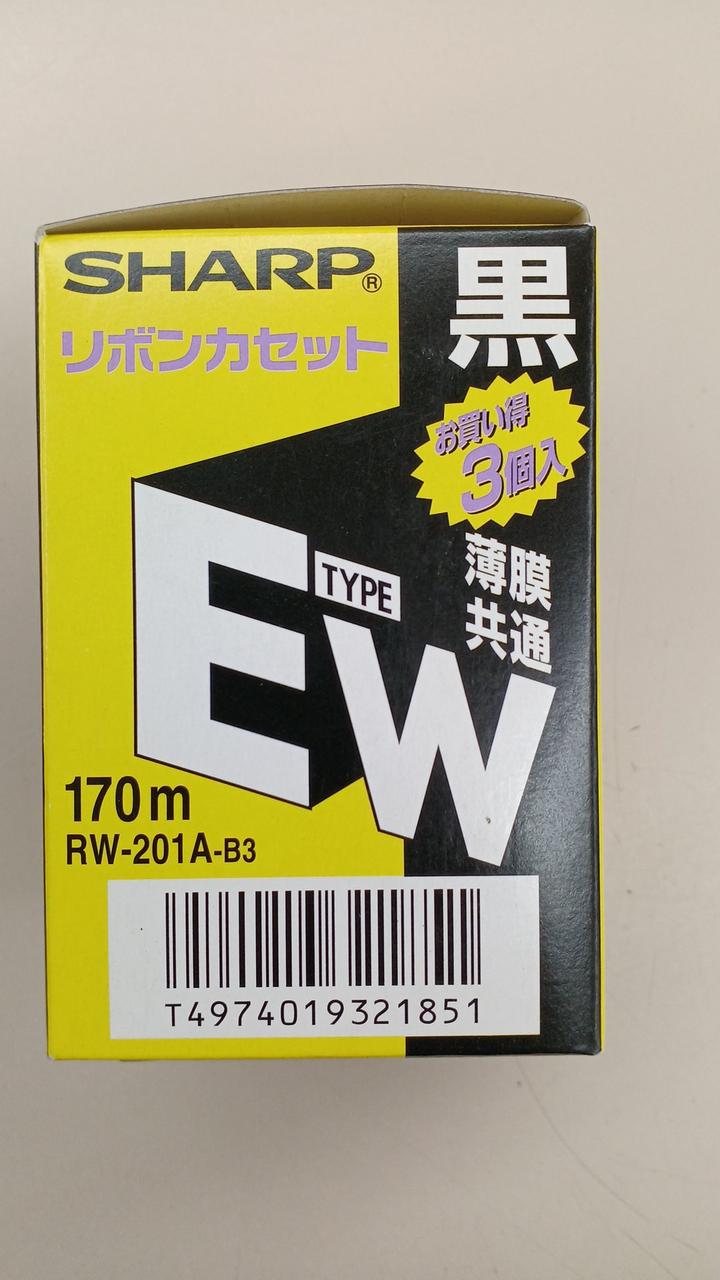 SHARP®
リボンカセット
黒
お買い得
3個入
薄膜
共通
TYPE
EW
170m
RW-201A-B3
T4974019321851